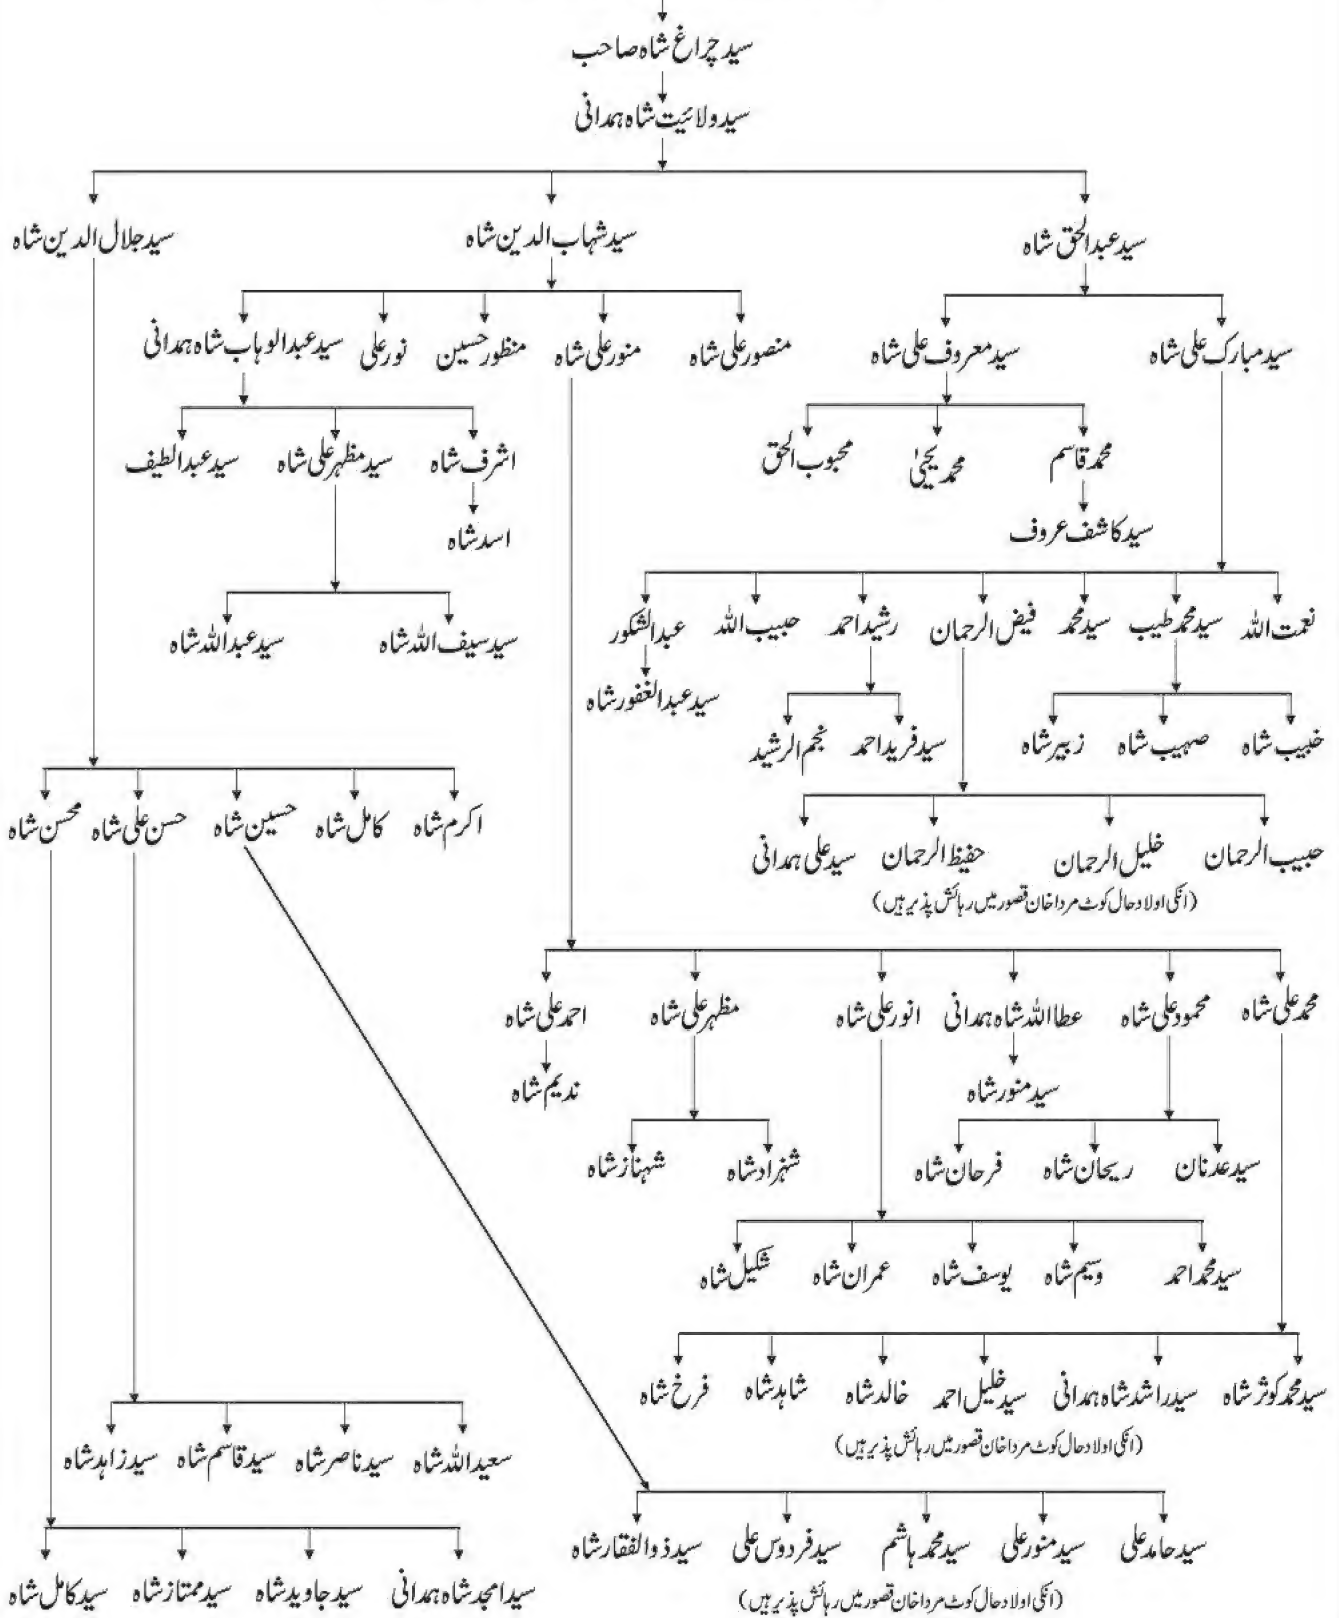 سید چراغ شاہ صاحب
سید ولائیت شاہ ہمدانی
سید عبدالحق شاہ سید شہاب الدین شاہ سید جلال الدین شاہ
سید مبارک علی شاہ سید معروف علی شاہ منصور علی شاہ منور علی شاہ منظور حسین نور علی سید عبدالوہاب شاہ ہمدانی
محمد قاسم محمد یحییٰ محبوب الحق اشرف شاہ سید مظہر علی شاہ سید عبدالطیف
سید کاشف عروف اسد شاہ
نعمت اللہ سید محمد طیب سید محمد فیض الرحمان رشید احمد حبیب اللہ عبدالشکور سید سیف اللہ شاہ سید عبداللہ شاہ
سید عبدالغفور شاہ
خبیب شاہ صہیب شاہ زبیر شاہ سید فرید احمد نجم الرشید
اکرم شاہ کامل شاہ حسین شاہ حسن علی شاہ محسن شاہ
حبیب الرحمان خلیل الرحمان حفیظ الرحمان سید علی ہمدانی
(انکی اولاد حال کوٹ مردا خان قصور میں رہائش پذیر ہیں)
محمد علی شاہ محمود علی شاہ عطا اللہ شاہ ہمدانی انور علی شاہ مظہر علی شاہ احمد علی شاہ
سید منور شاہ ندیم شاہ
سید عدنان ریحان شاہ فرحان شاہ شہزاد شاہ شہناز شاہ
سید محمد احمد وسیم شاہ یوسف شاہ عمران شاہ شکیل شاہ
سید محمد کوثر شاہ سید راشد شاہ ہمدانی سید خلیل احمد خالد شاہ شاہد شاہ فرخ شاہ
(انکی اولاد حال کوٹ مردا خان قصور میں رہائش پذیر ہیں)
سعید اللہ شاہ سید ناصر شاہ سید قاسم شاہ سید زاہد شاہ
سید حامد علی سید منور علی سید محمد ہاشم سید فردوس علی سید ذوالفقار شاہ
(انکی اولاد حال کوٹ مردا خان قصور میں رہائش پذیر ہیں)
سید امجد شاہ ہمدانی سید جاوید شاہ سید ممتاز شاہ سید کامل شاہ